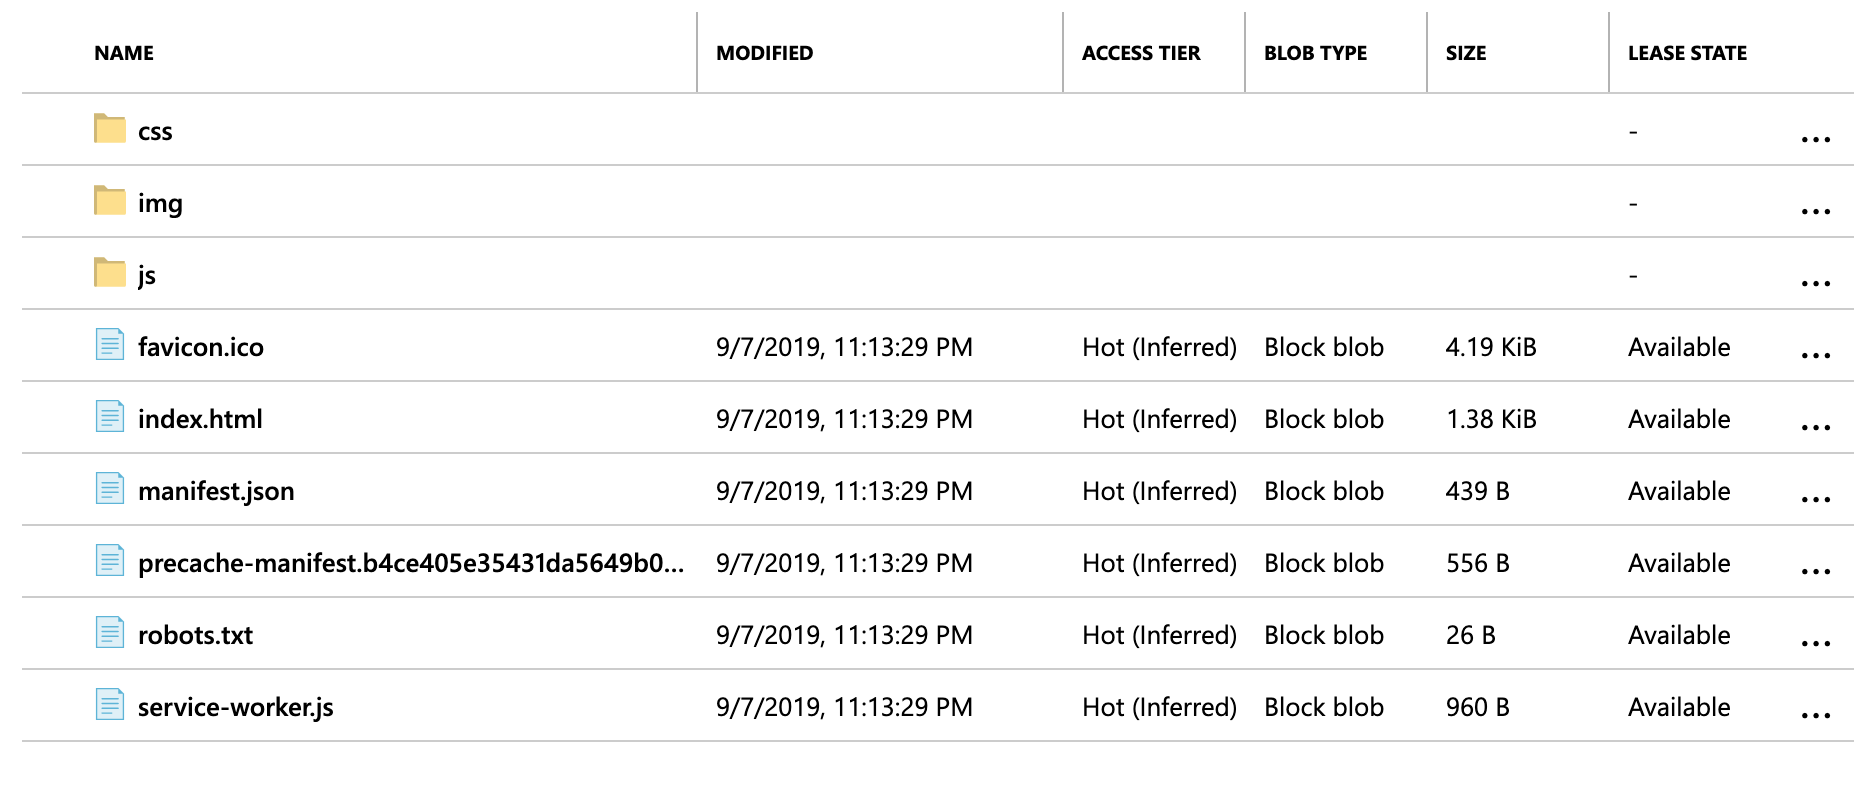 NAME MODIFIED ACCESS TIER BLOB TYPE SIZE LEASE STATE
css - ...
img - ...
js - ...
favicon.ico 9/7/2019, 11:13:29 PM Hot (Inferred) Block blob 4.19 KiB Available ...
index.html 9/7/2019, 11:13:29 PM Hot (Inferred) Block blob 1.38 KiB Available ...
manifest.json 9/7/2019, 11:13:29 PM Hot (Inferred) Block blob 439 B Available ...
precache-manifest.b4ce405e35431da5649b0... 9/7/2019, 11:13:29 PM Hot (Inferred) Block blob 556 B Available ...
robots.txt 9/7/2019, 11:13:29 PM Hot (Inferred) Block blob 26 B Available ...
service-worker.js 9/7/2019, 11:13:29 PM Hot (Inferred) Block blob 960 B Available ...